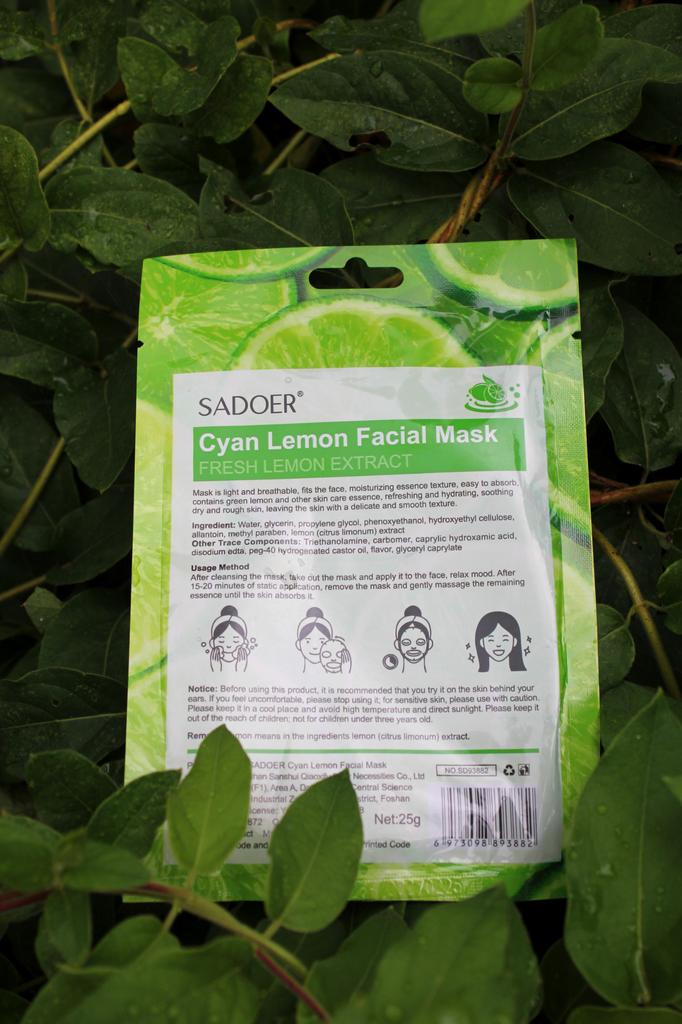 SADOER®
Cyan Lemon Facial Mask
FRESH LEMON EXTRACT
Mask is light and breathable, fits the face, moisturizing essence texture, easy to absorb,
contains green lemon and other skin care essence, refreshing and hydrating, soothing
dry and rough skin, leaving the skin with a delicate and smooth texture.
Ingredient: Water, glycerin, propylene glycol, phenoxyethanol, hydroxyethyl cellulose,
allantoin, methyl paraben, lemon (citrus limonum) extract
Other Trace Components: Triethanolamine, carbomer, caprylic hydroxamic acid,
disodium edta, peg-40 hydrogenated castor oil, flavor, glyceryl caprylate
Usage Method
After cleansing the mask, take out the mask and apply it to the face, relax mood. After
15-20 minutes of static application, remove the mask and gently massage the remaining
essence until the skin absorbs it.
Notice: Before using this product, it is recommended that you try it on the skin behind your
ears. If you feel uncomfortable, please stop using it; for sensitive skin, please use with caution.
Please keep it in a cool place and avoid high temperature and direct sunlight. Please keep it
out of the reach of children; not for children under three years old.
means in the ingredients lemon (citrus limonum) extract.
SADOER Cyan Lemon Facial Mask
NO.SD93882
Sanshui Necessities Co., Ltd
(F1), Area A, Central Science
Industrial Foshan
872 Net:25g
Printed Code
6 973098 893882